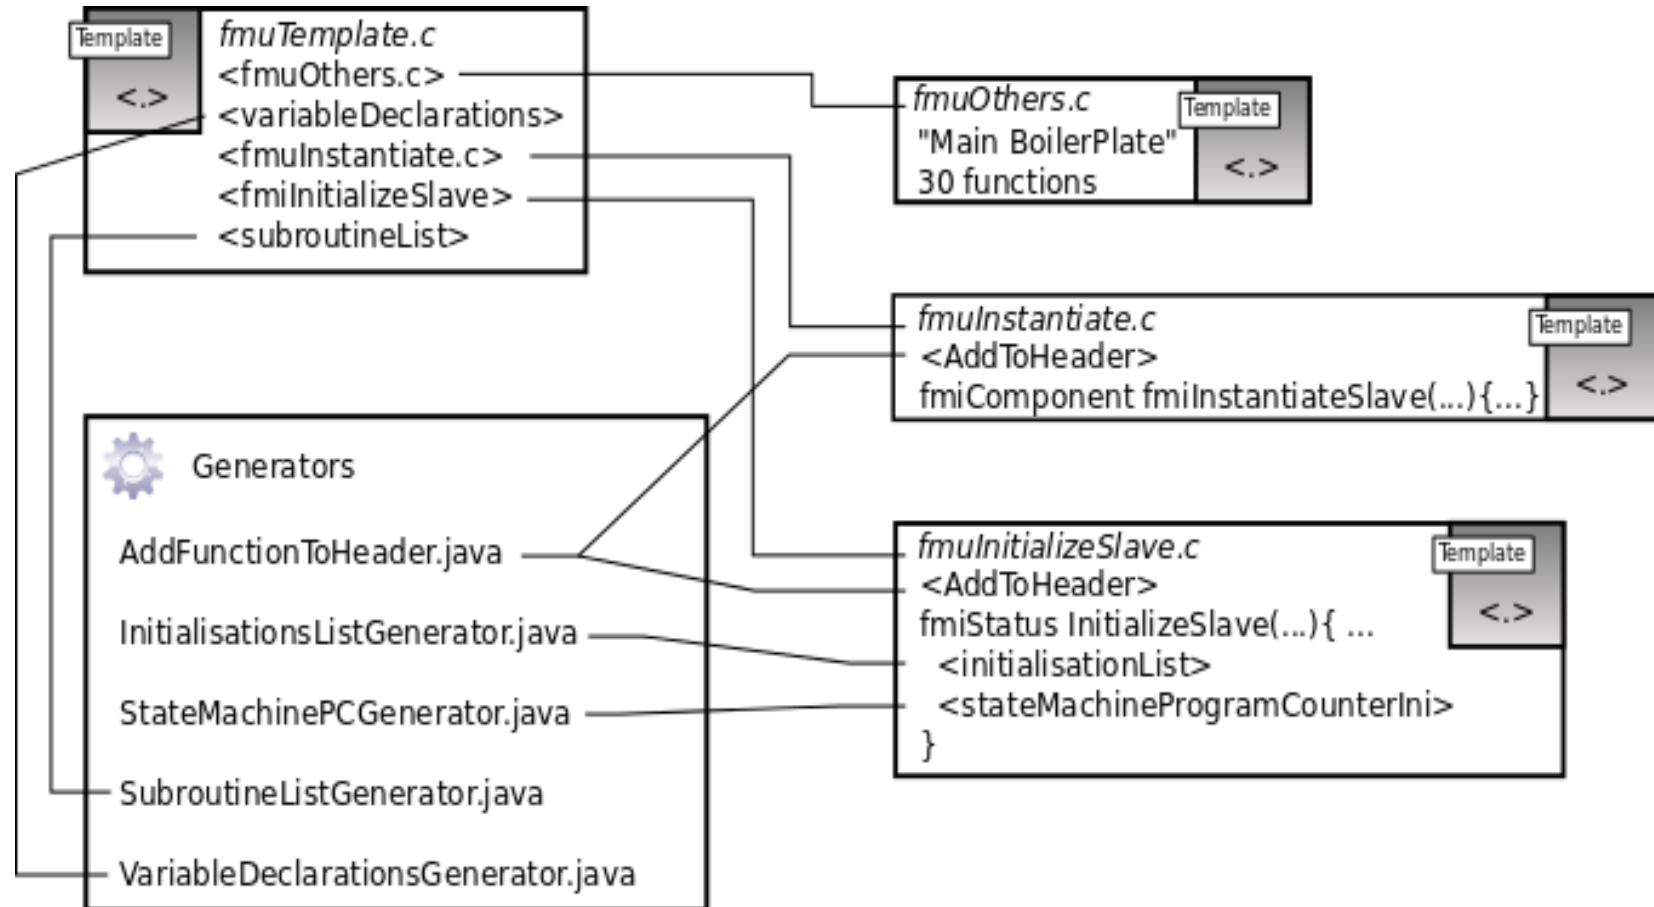 Template
<.>
fmuTemplate.c
<fmuOthers.c>
<variableDeclarations>
<fmuInstantiate.c>
<fmiInitializeSlave>
<subroutineList>
fmuOthers.c
"Main BoilerPlate"
30 functions
Template
<.>
fmuInstantiate.c
<AddToHeader>
fmiComponent fmiInstantiateSlave(...){...}
Template
<.>
Generators
AddFunctionToHeader.java
InitialisationsListGenerator.java
StateMachinePCGenerator.java
SubroutineListGenerator.java
VariableDeclarationsGenerator.java
fmuInitializeSlave.c
<AddToHeader>
fmiStatus InitializeSlave(...){ ...
<initialisationList>
<stateMachineProgramCounterIni>
}
Template
<.>